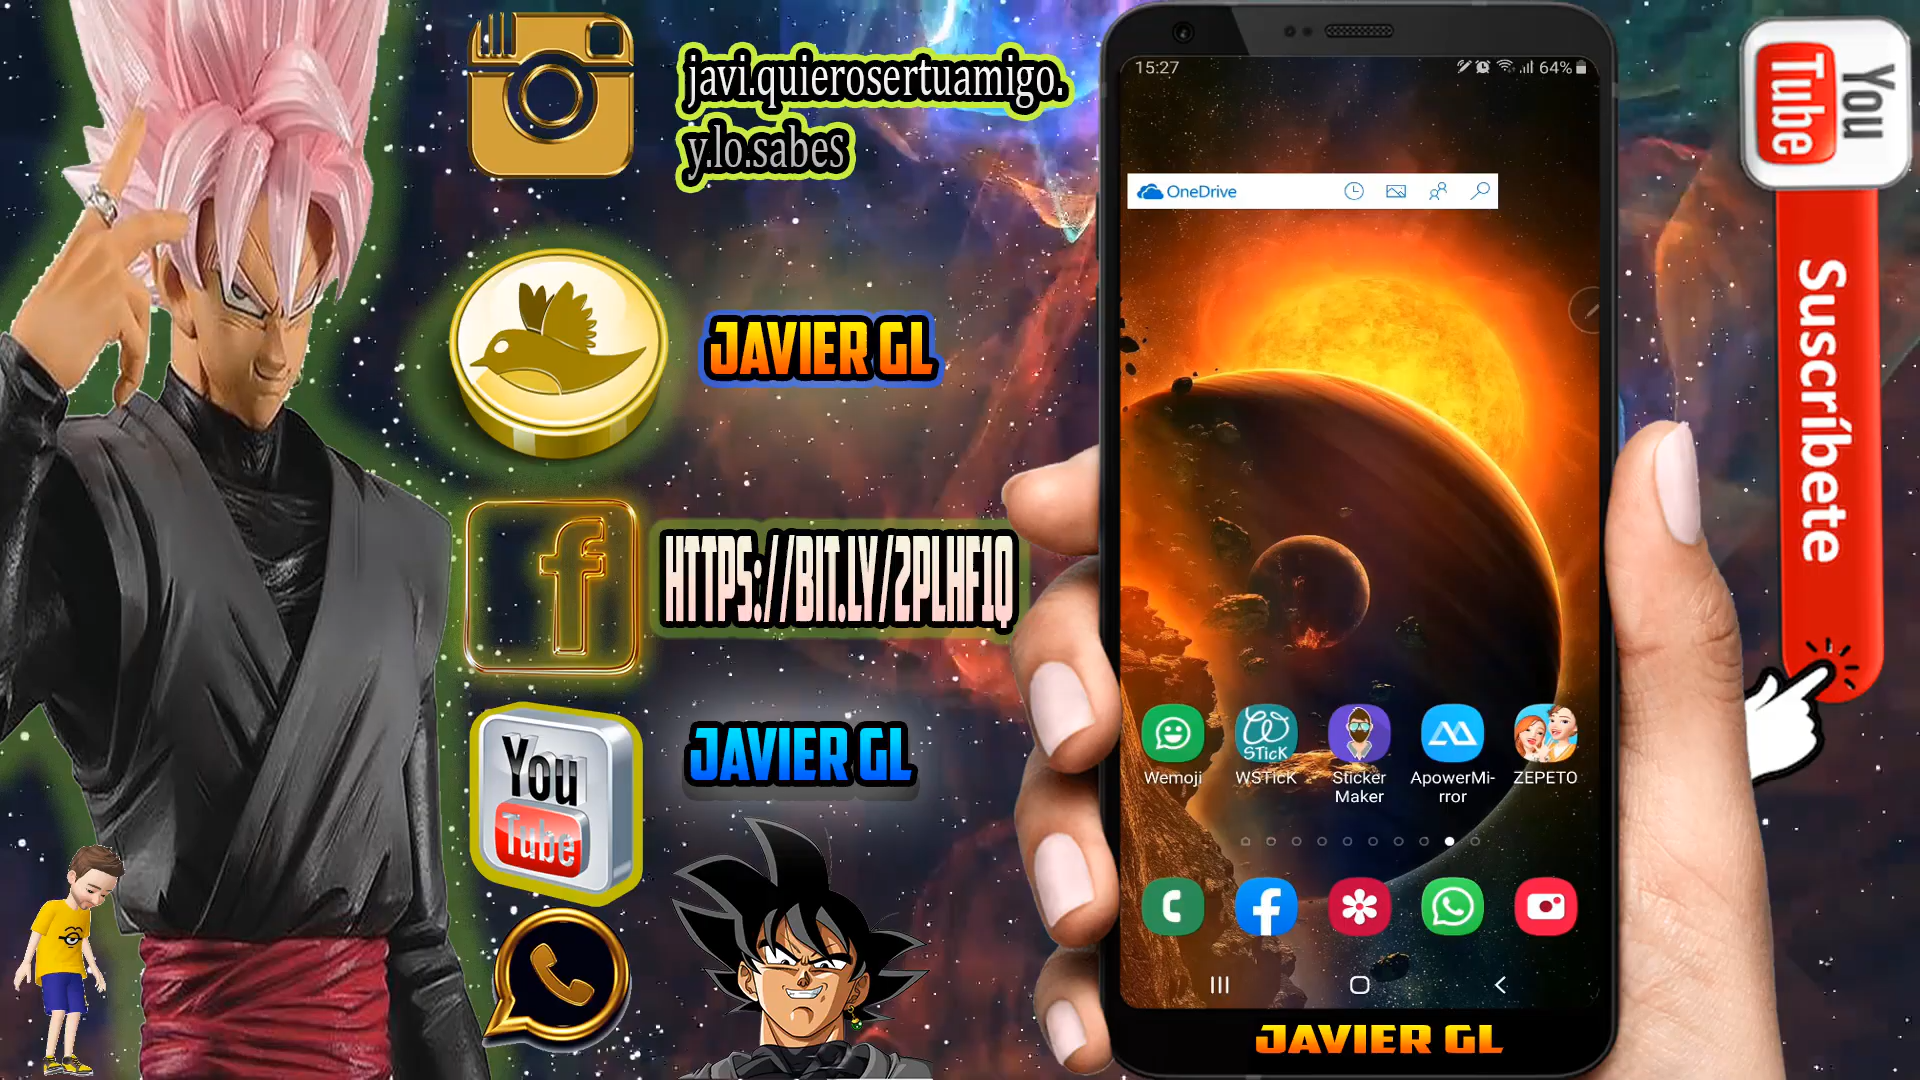 javi.quierosertuamigo.
y.lo.sabes
JAVIER GL
HTTPS://BIT.LY/2PLHF1Q
You
Tube
JAVIER GL
15:27
64%
OneDrive
Wemoji
STicK
WSTicK
Sticker
Maker
ApowerMi-
rror
ZEPETO
JAVIER GL
You
Tube
Suscríbete